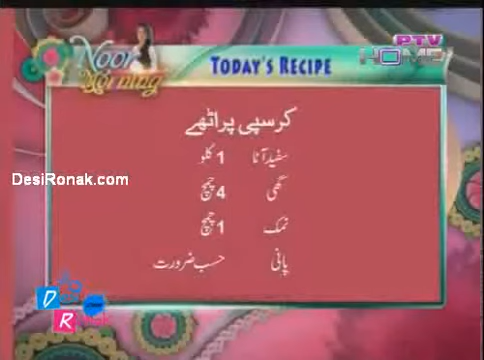 Noor Morning
TODAY'S RECIPE
PTV HOME
کرسپی پراٹھے
سفید آٹا 1 کلو
گھی 4 چمچ
نمک 1 چمچ
پانی حسب ضرورت
DesiRonak.com
D
R